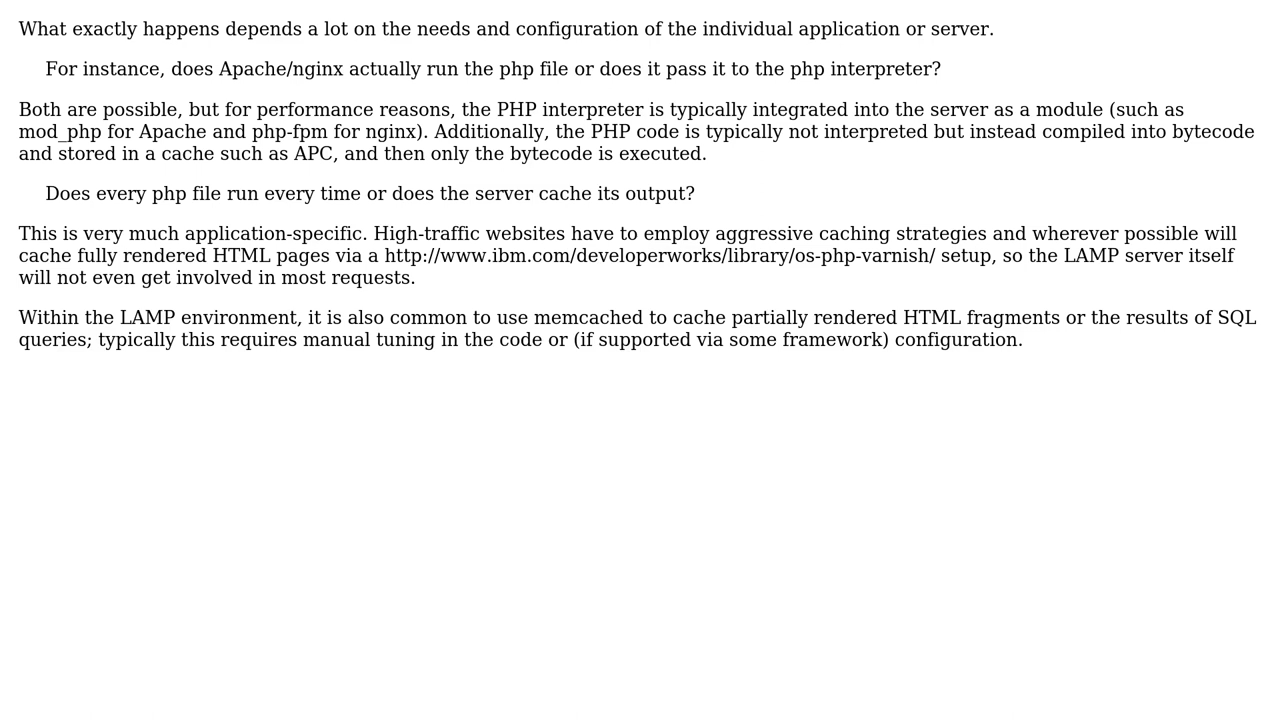 What exactly happens depends a lot on the needs and configuration of the individual application or server.
For instance, does Apache/nginx actually run the php file or does it pass it to the php interpreter?
Both are possible, but for performance reasons, the PHP interpreter is typically integrated into the server as a module (such as
mod_php for Apache and php-fpm for nginx). Additionally, the PHP code is typically not interpreted but instead compiled into bytecode
and stored in a cache such as APC, and then only the bytecode is executed.
Does every php file run every time or does the server cache its output?
This is very much application-specific. High-traffic websites have to employ aggressive caching strategies and wherever possible will
cache fully rendered HTML pages via a http://www.ibm.com/developerworks/library/os-php-varnish/ setup, so the LAMP server itself
will not even get involved in most requests.
Within the LAMP environment, it is also common to use memcached to cache partially rendered HTML fragments or the results of SQL
queries; typically this requires manual tuning in the code or (if supported via some framework) configuration.